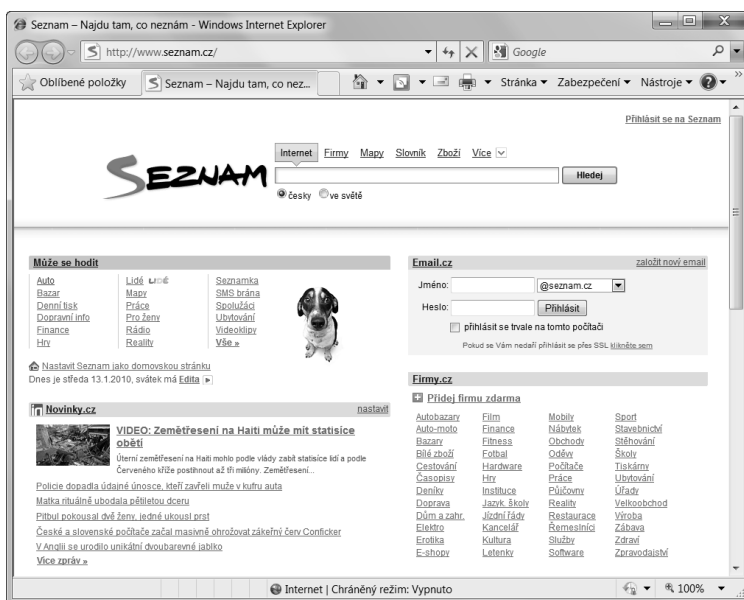 Seznam – Najdu tam, co neznám - Windows Internet Explorer
http://www.seznam.cz/
Google
Oblíbené položky
Seznam – Najdu tam, co nez...
Stránka
Zabezpečení
Nástroje
Přihlásit se na Seznam
SEZNAM
Internet Firmy Mapy Slovník Zboží Více
Hledej
česky ve světě
Může se hodit
Auto Lidé LIDÉ Seznamka
Bazar Mapy SMS brána
Denní tisk Práce Spolužáci
Dopravní info Pro ženy Ubytování
Finance Rádio Videoklipy
Hry Reality Vše »
Nastavit Seznam jako domovskou stránku
Dnes je středa 13.1.2010, svátek má Edita
Novinky.cz nastavit
VIDEO: Zemětřesení na Haiti může mít statisíce
obětí
Úterní zemětřesení na Haiti mohlo podle vlády zabít statisíce lidí a podle
Červeného kříže postihnout až tři milióny. Zemětřesení...
Policie dopadla údajné únosce, kteří zavřeli muže v kufru auta
Matka rituálně ubodala pětiletou dceru
Pitbul pokousal dvě ženy, jedné ukousl prst
České a slovenské počítače začal masivně ohrožovat zákeřný červ Conficker
V Anglii se urodilo unikátní dvoubarevné jablko
Více zpráv »
Email.cz založit nový email
Jméno: @seznam.cz
Heslo: Přihlásit
přihlásit se trvale na tomto počítači
Pokud se Vám nedaří přihlásit se přes SSL klikněte sem
Firmy.cz
Přidej firmu zdarma
Autobazary Film Mobily Sport
Auto-moto Finance Nábytek Stavebnictví
Bazary Fitness Obchody Stěhování
Bílé zboží Fotbal Oděvy Školy
Cestování Hardware Počítače Tiskárny
Časopisy Hry Práce Ubytování
Deníky Instituce Půjčovny Úřady
Doprava Jazyk. školy Reality Velkoobchod
Dům a zahr. Jízdní řády Restaurace Výroba
Elektro Kancelář Řemeslníci Zábava
Erotika Kultura Služby Zdraví
E-shopy Letenky Software Zpravodajství
Internet | Chráněný režim: Vypnuto
100%